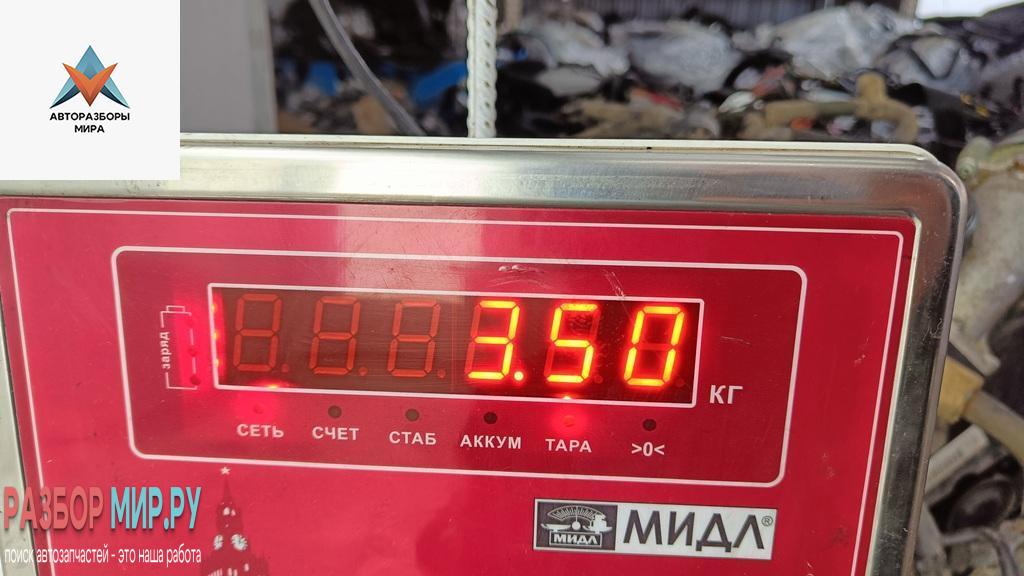 АВТОРАЗБОРЫ
МИРА
заряд
3.50
КГ
СЕТЬ СЧЕТ СТАБ АККУМ ТАРА >0<
РАЗБОР МИР.РУ
поиск автозапчастей - это наша работа
МИДЛ
МИДЛ®